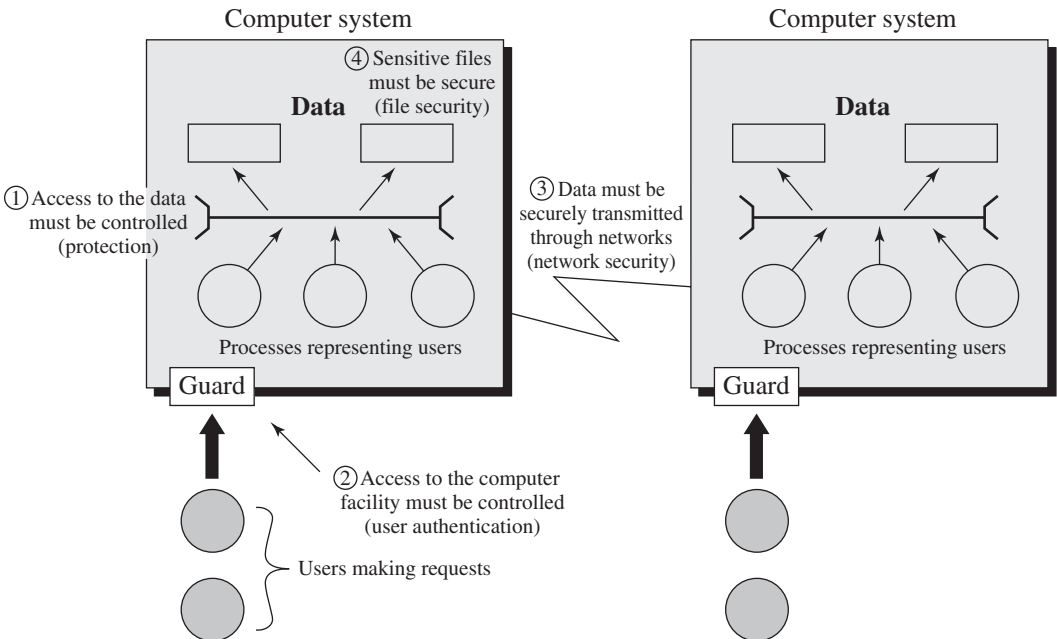 Computer system
Computer system
④ Sensitive files
must be secure
(file security)
Data
Data
① Access to the data
must be controlled
(protection)
③ Data must be
securely transmitted
through networks
(network security)
Processes representing users
Processes representing users
Guard
Guard
② Access to the computer
facility must be controlled
(user authentication)
Users making requests